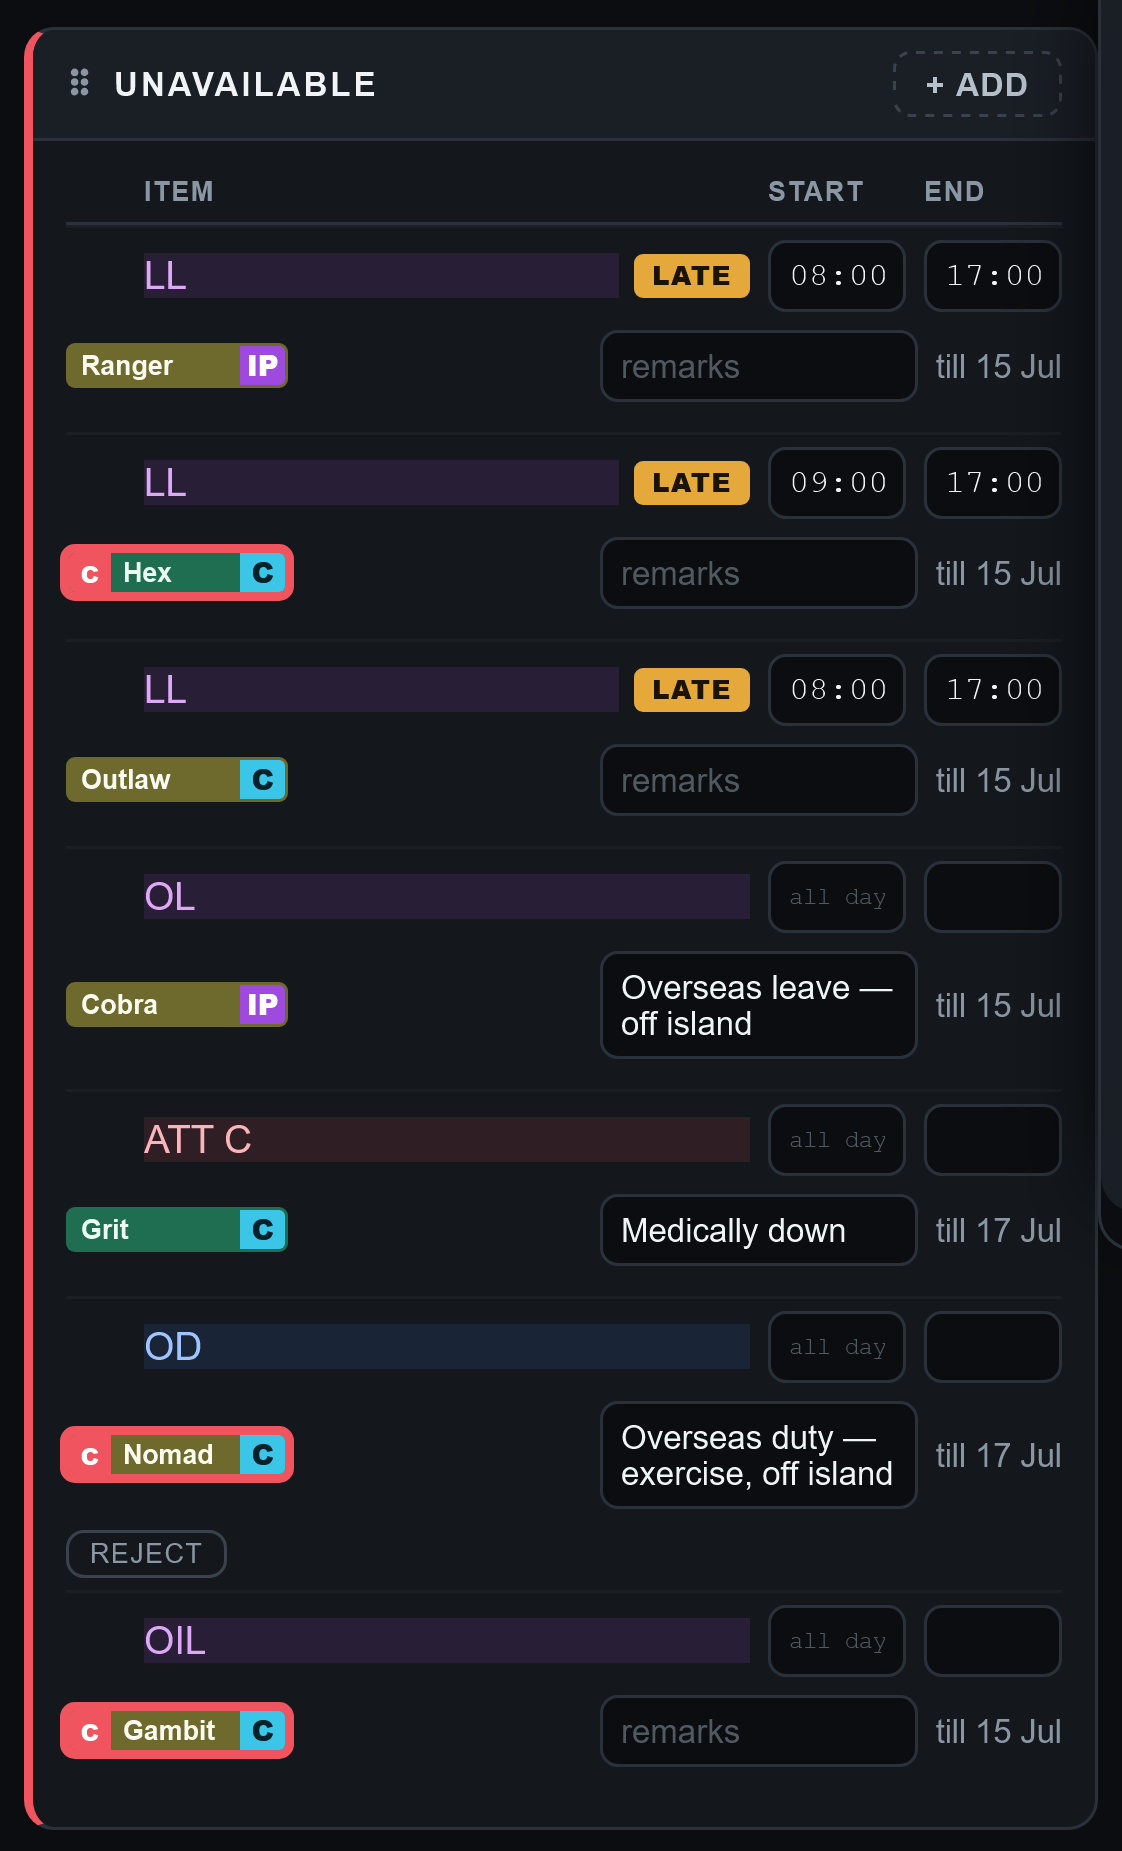 UNAVAILABLE
+ ADD
ITEM START END
LL LATE 08:00 17:00
Ranger IP remarks till 15 Jul
LL LATE 09:00 17:00
c Hex C remarks till 15 Jul
LL LATE 08:00 17:00
Outlaw C remarks till 15 Jul
OL all day
Cobra IP Overseas leave — till 15 Jul
off island
ATT C all day
Grit C Medically down till 17 Jul
OD all day
c Nomad C Overseas duty — till 17 Jul
exercise, off island
REJECT
OIL all day
c Gambit C remarks till 15 Jul